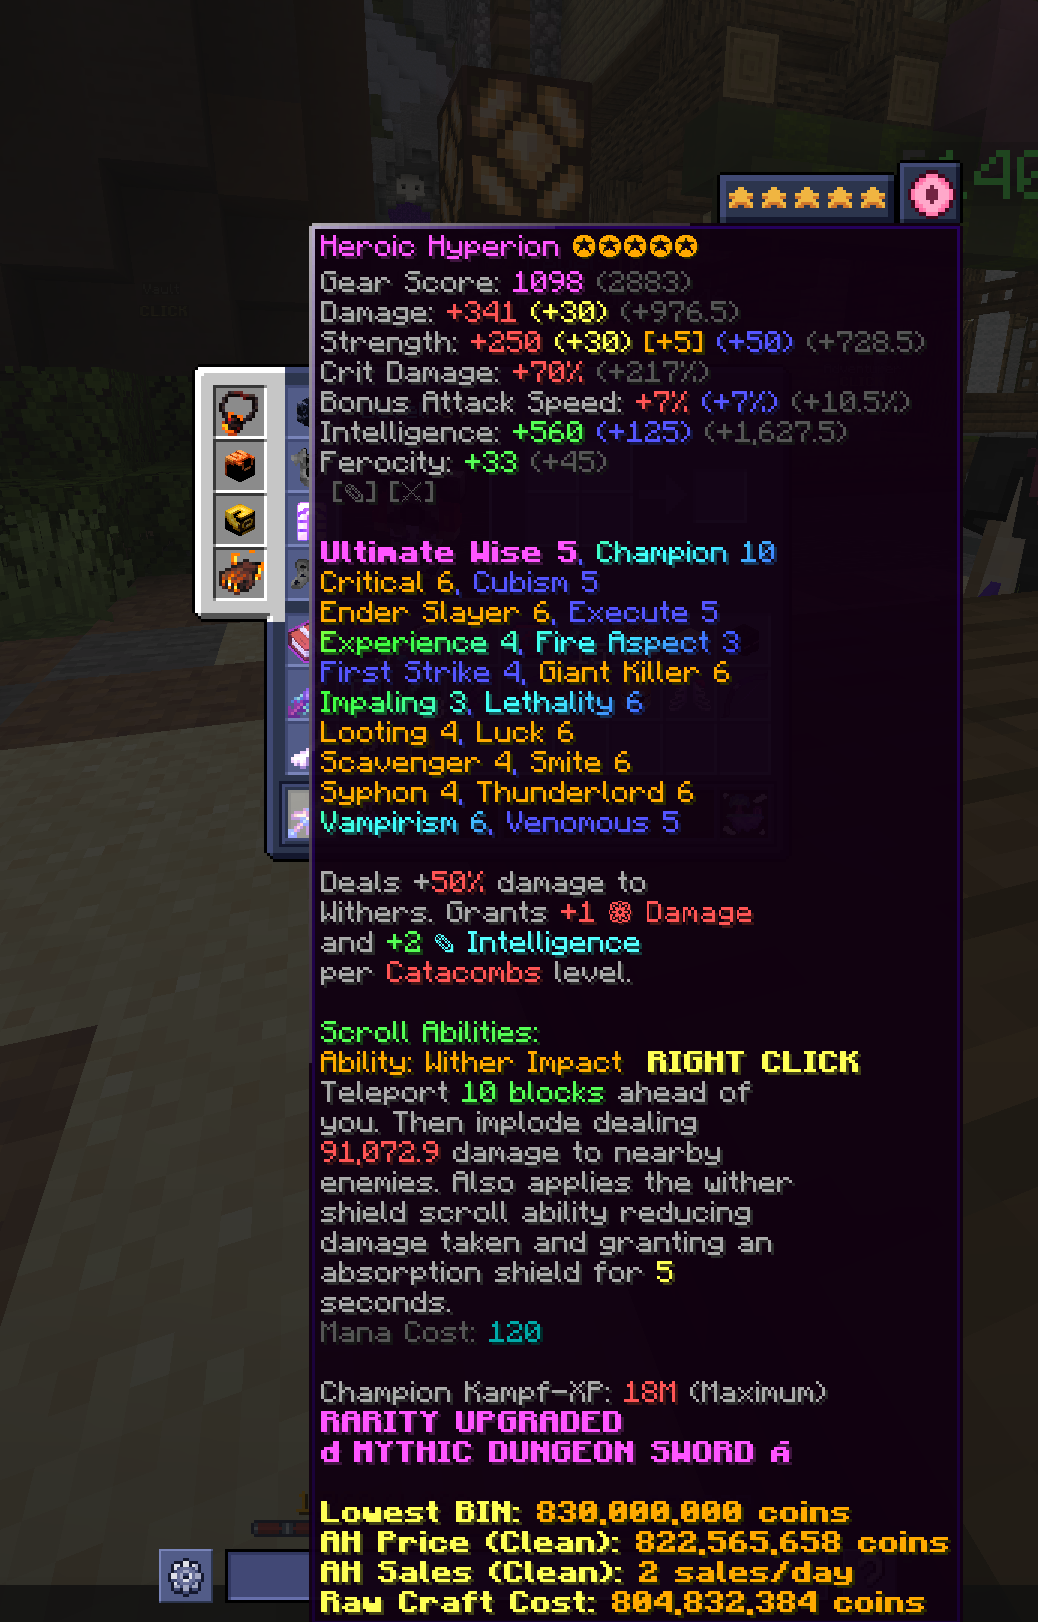 140
Heroic Hyperion ✪✪✪✪✪
Gear Score: 1098 (2883)
Damage: +341 (+30) (+976.5)
Strength: +250 (+30) [+5] (+50) (+728.5)
Crit Damage: +70% (+217%)
Bonus Attack Speed: +7% (+7%) (+10.5%)
Intelligence: +560 (+125) (+1,627.5)
Ferocity: +33 (+45)
[✎] [⚔]
Ultimate Wise 5, Champion 10
Critical 6, Cubism 5
Ender Slayer 6, Execute 5
Experience 4, Fire Aspect 3
First Strike 4, Giant Killer 6
Impaling 3, Lethality 6
Looting 4, Luck 6
Scavenger 4, Smite 6
Syphon 4, Thunderlord 6
Vampirism 6, Venomous 5
Deals +50% damage to
Withers. Grants +1 ❁ Damage
and +2 ✎ Intelligence
per Catacombs level.
Scroll Abilities:
Ability: Wither Impact RIGHT CLICK
Teleport 10 blocks ahead of
you. Then implode dealing
91,072.9 damage to nearby
enemies. Also applies the wither
shield scroll ability reducing
damage taken and granting an
absorption shield for 5
seconds.
Mana Cost: 120
Champion Kampf-XP: 18M (Maximum)
RARITY UPGRADED
d MYTHIC DUNGEON SWORD á
Lowest BIN: 830,000,000 coins
AH Price (Clean): 822,565,658 coins
AH Sales (Clean): 2 sales/day
Raw Craft Cost: 804,832,384 coins
CLICK